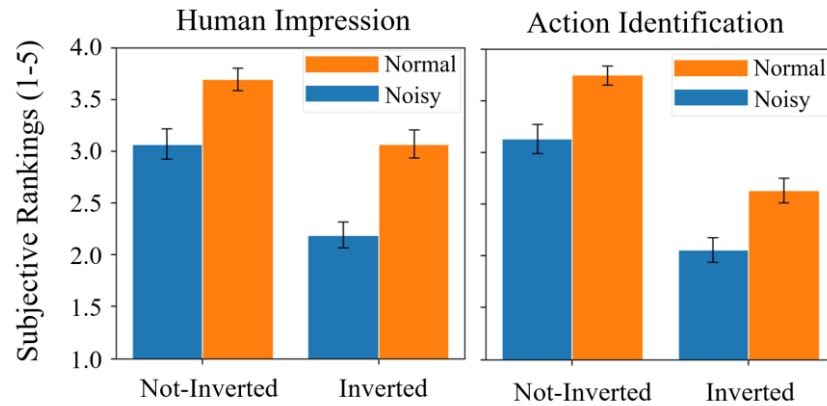 Human Impression
Action Identification
Subjective Rankings (1-5)
4.0
3.5
3.0
2.5
2.0
1.5
1.0
Normal
Noisy
Normal
Noisy
Not-Inverted
Inverted
Not-Inverted
Inverted